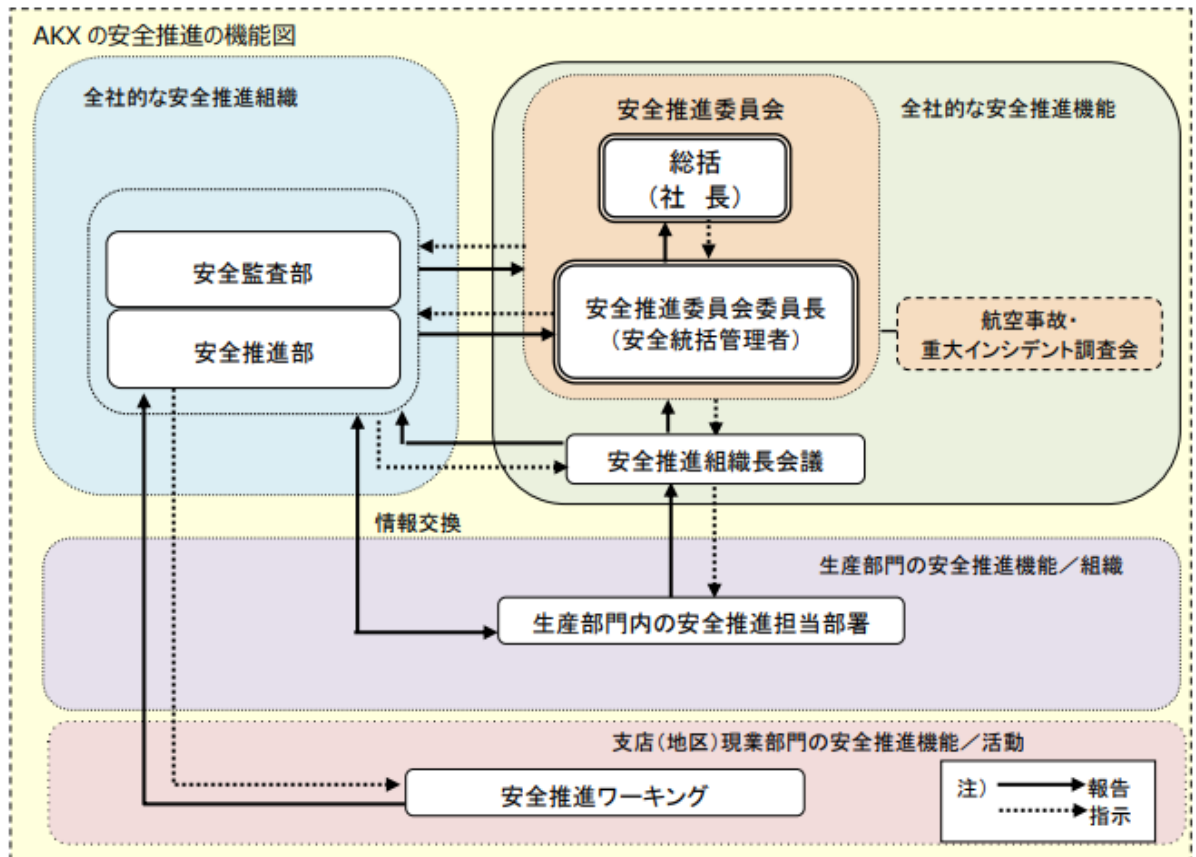 AKX の安全推進の機能図
全社的な安全推進組織
安全推進委員会
全社的な安全推進機能
総括
（社　長）
安全監査部
安全推進部
安全推進委員会委員長
（安全統括管理者）
航空事故・
重大インシデント調査会
安全推進組織長会議
情報交換
生産部門の安全推進機能／組織
生産部門内の安全推進担当部署
支店（地区）現業部門の安全推進機能／活動
安全推進ワーキング
注） 報告
指示